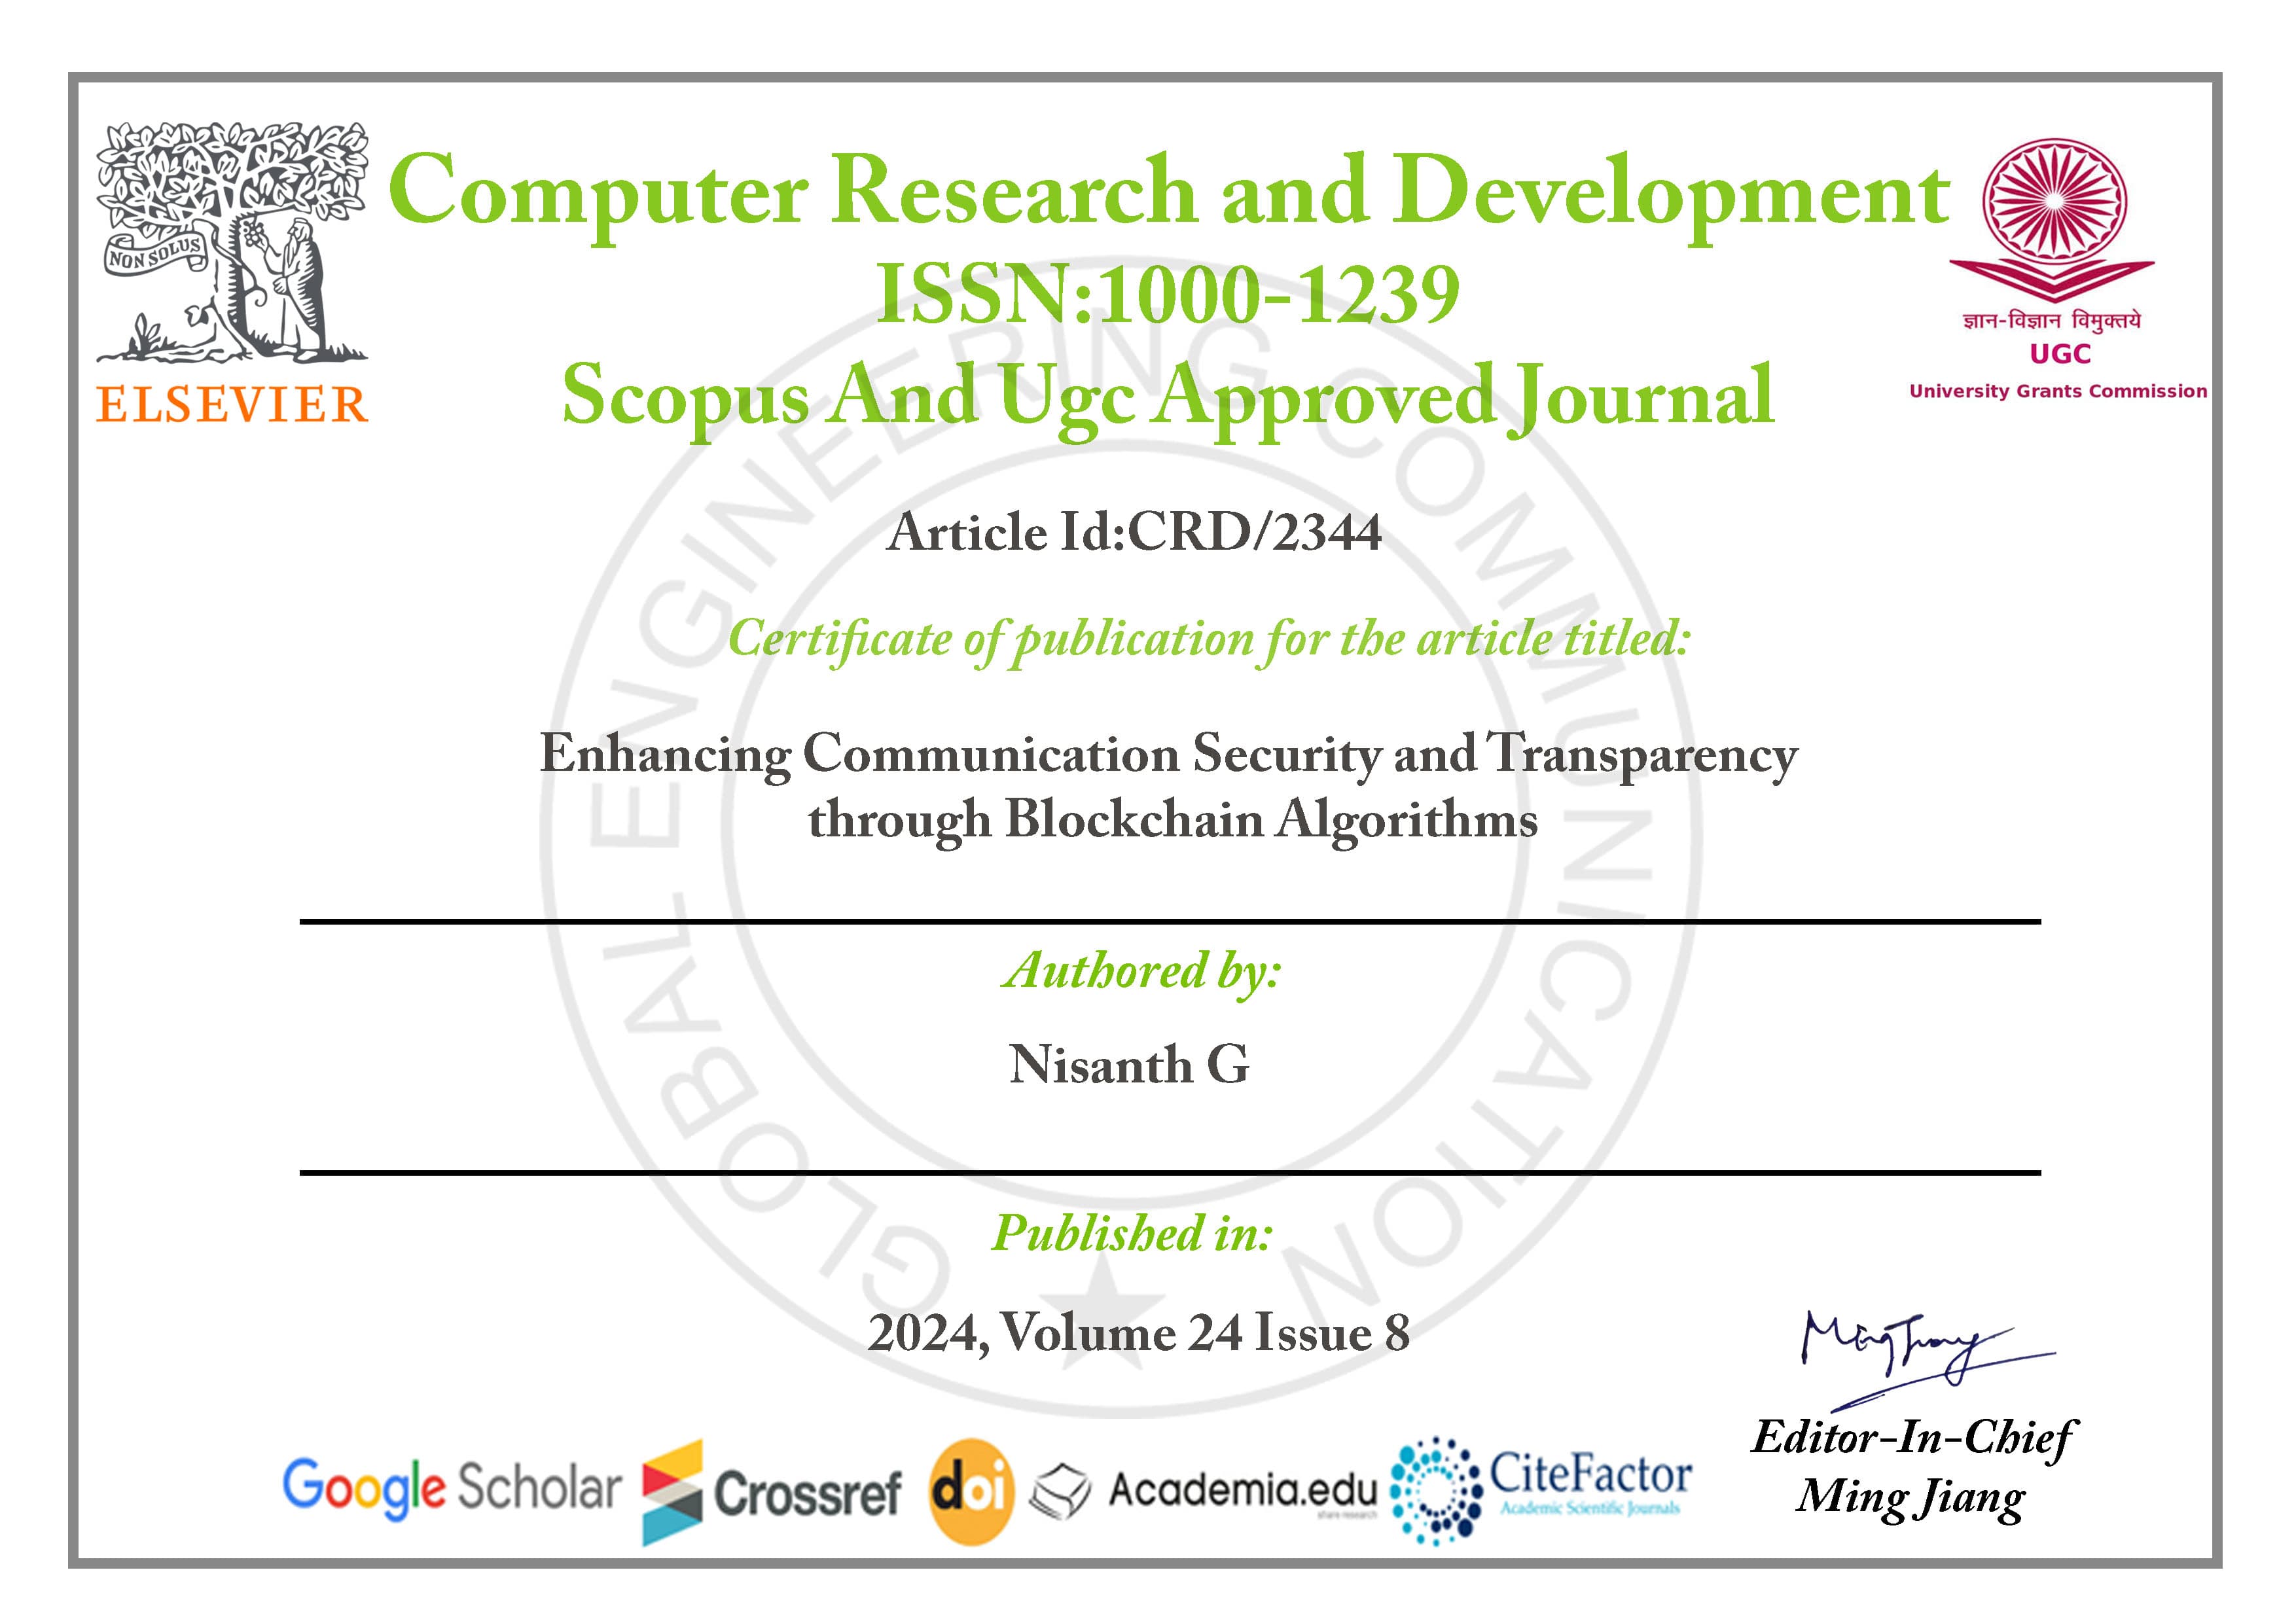 NON SOLUS
ELSEVIER
Computer Research and Development
ISSN:1000-1239
Scopus And Ugc Approved Journal
ज्ञान-विज्ञान विमुक्तये
UGC
University Grants Commission
GLOBAL ENGINEERING COMMUNICATION
Article Id:CRD/2344
Certificate of publication for the article titled:
Enhancing Communication Security and Transparency
through Blockchain Algorithms
Authored by:
Nisanth G
Published in:
2024, Volume 24 Issue 8
Google Scholar
Crossref
doi
Academia.edu
share research
CiteFactor
Academic Scientific Journals
Editor-In-Chief
Ming Jiang